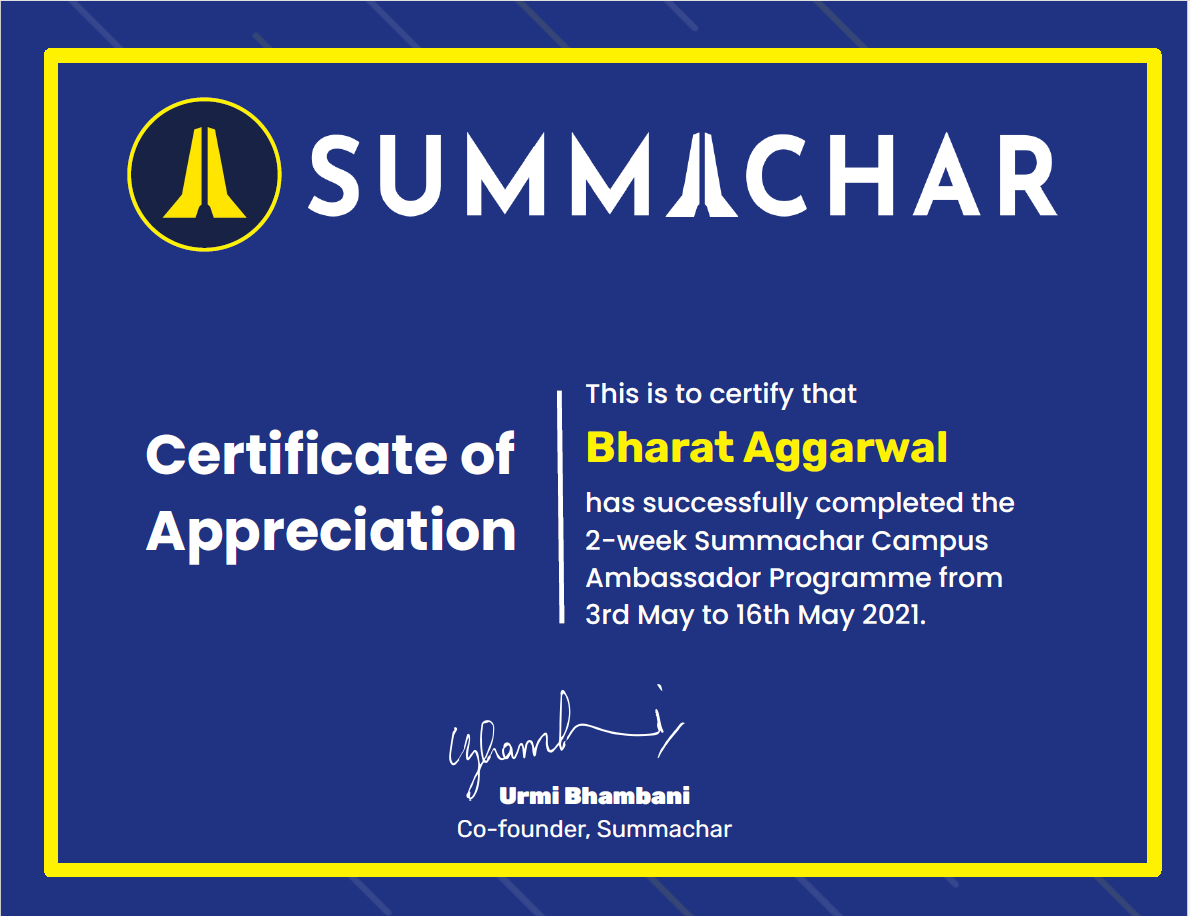 SUMMACHAR
Certificate of
Appreciation
This is to certify that
Bharat Aggarwal
has successfully completed the
2-week Summachar Campus
Ambassador Programme from
3rd May to 16th May 2021.
Urmi Bhambani
Co-founder, Summachar